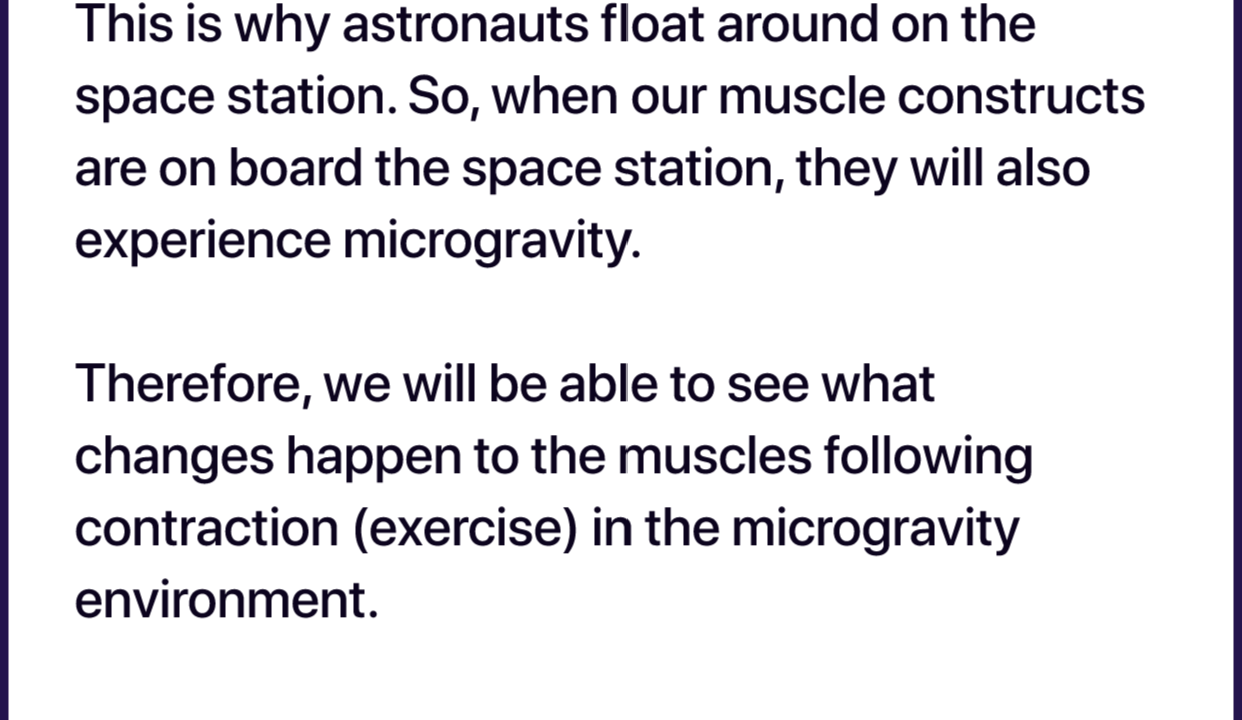 This is why astronauts float around on the
space station. So, when our muscle constructs
are on board the space station, they will also
experience microgravity.
Therefore, we will be able to see what
changes happen to the muscles following
contraction (exercise) in the microgravity
environment.